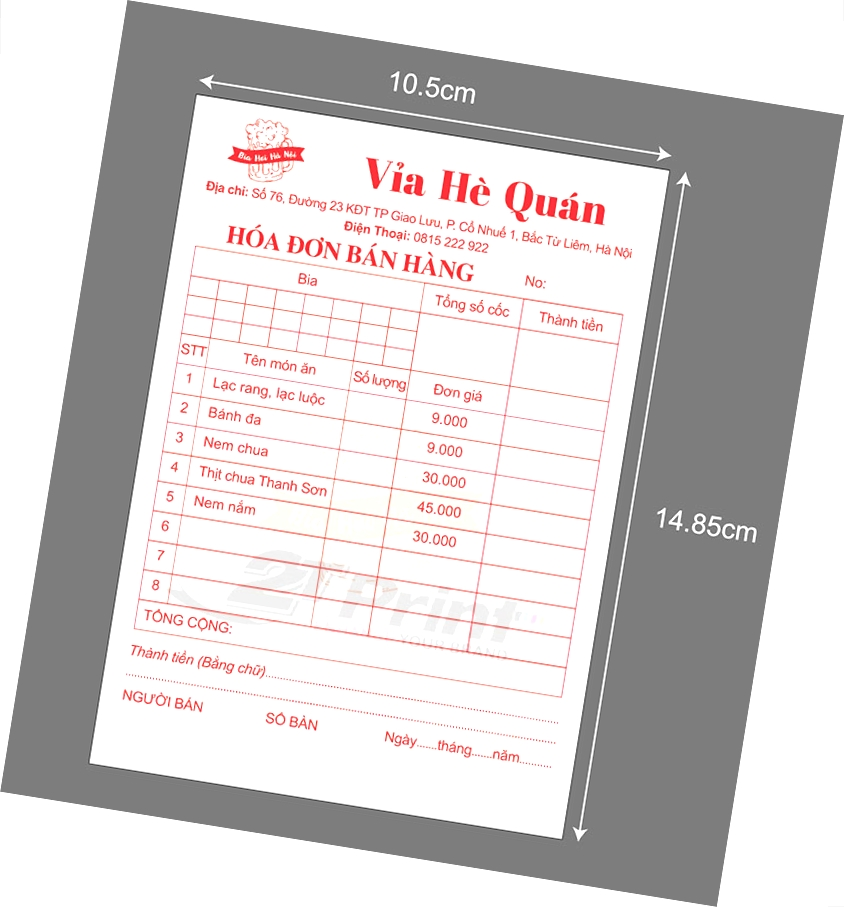 10.5cm
Bia Hơi Hà Nội
Vỉa Hè Quán
Địa chỉ: Số 76, Đường 23 KĐT TP Giao Lưu, P. Cổ Nhuế 1, Bắc Từ Liêm, Hà Nội
Điện Thoại: 0815 222 922
HÓA ĐƠN BÁN HÀNG
No:
Bia Tổng số cốc Thành tiền
STT Tên món ăn Số lượng Đơn giá
1 Lạc rang, lạc luộc 9.000
2 Bánh đa 9.000
3 Nem chua 30.000
4 Thịt chua Thanh Sơn 45.000
5 Nem nắm 30.000
6
7
8
TỔNG CỘNG:
Thành tiền (Bằng chữ)
NGƯỜI BÁN SỐ BÀN Ngày......tháng......năm.........
14.85cm
2T Print